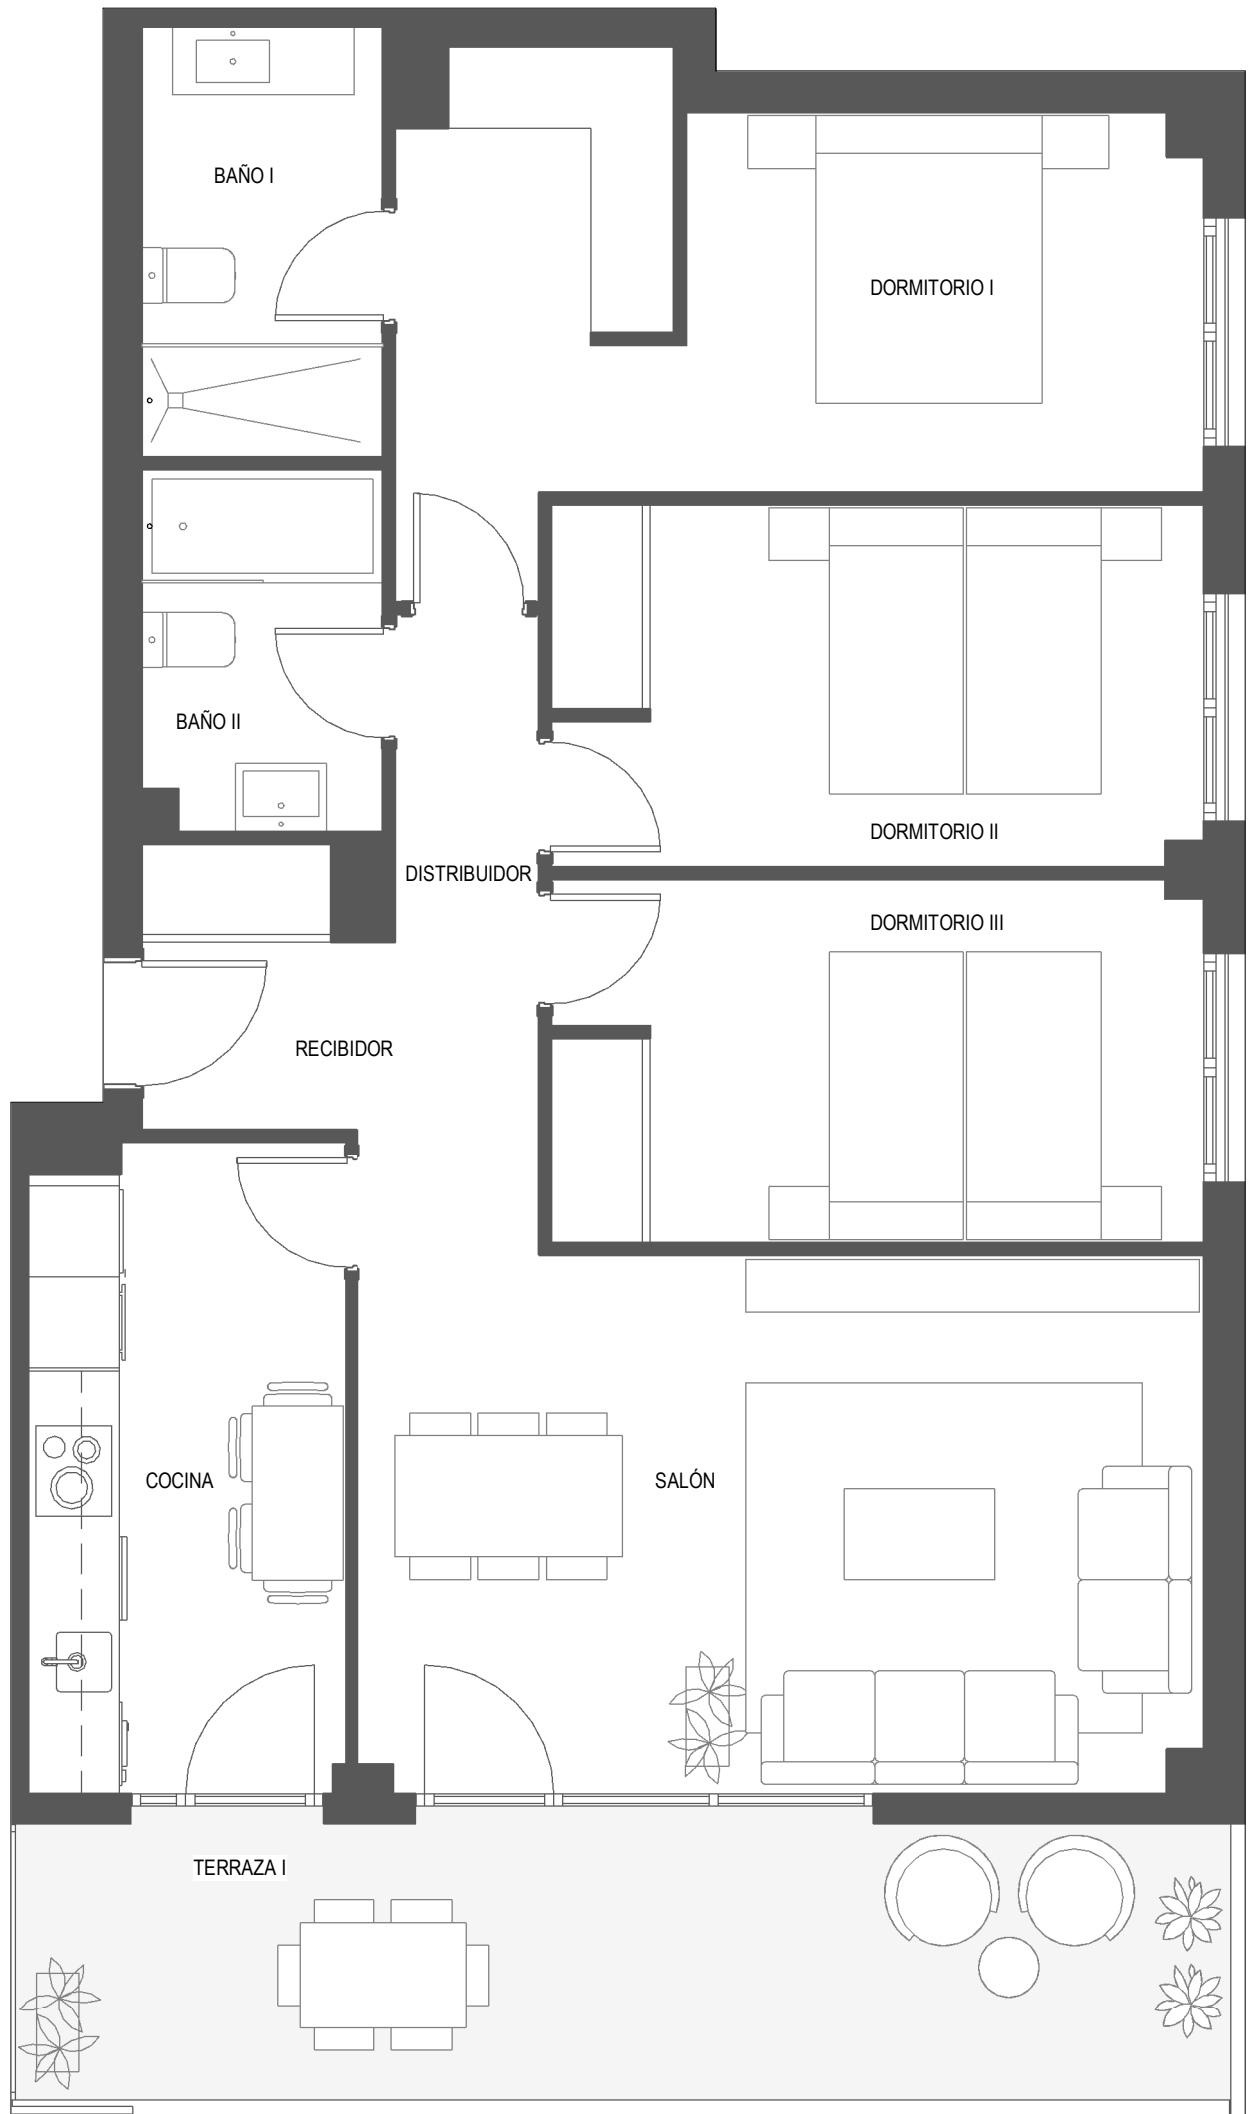 BAÑO I
DORMITORIO I
BAÑO II
DORMITORIO II
DISTRIBUIDOR
DORMITORIO III
RECIBIDOR
COCINA
SALÓN
TERRAZA I